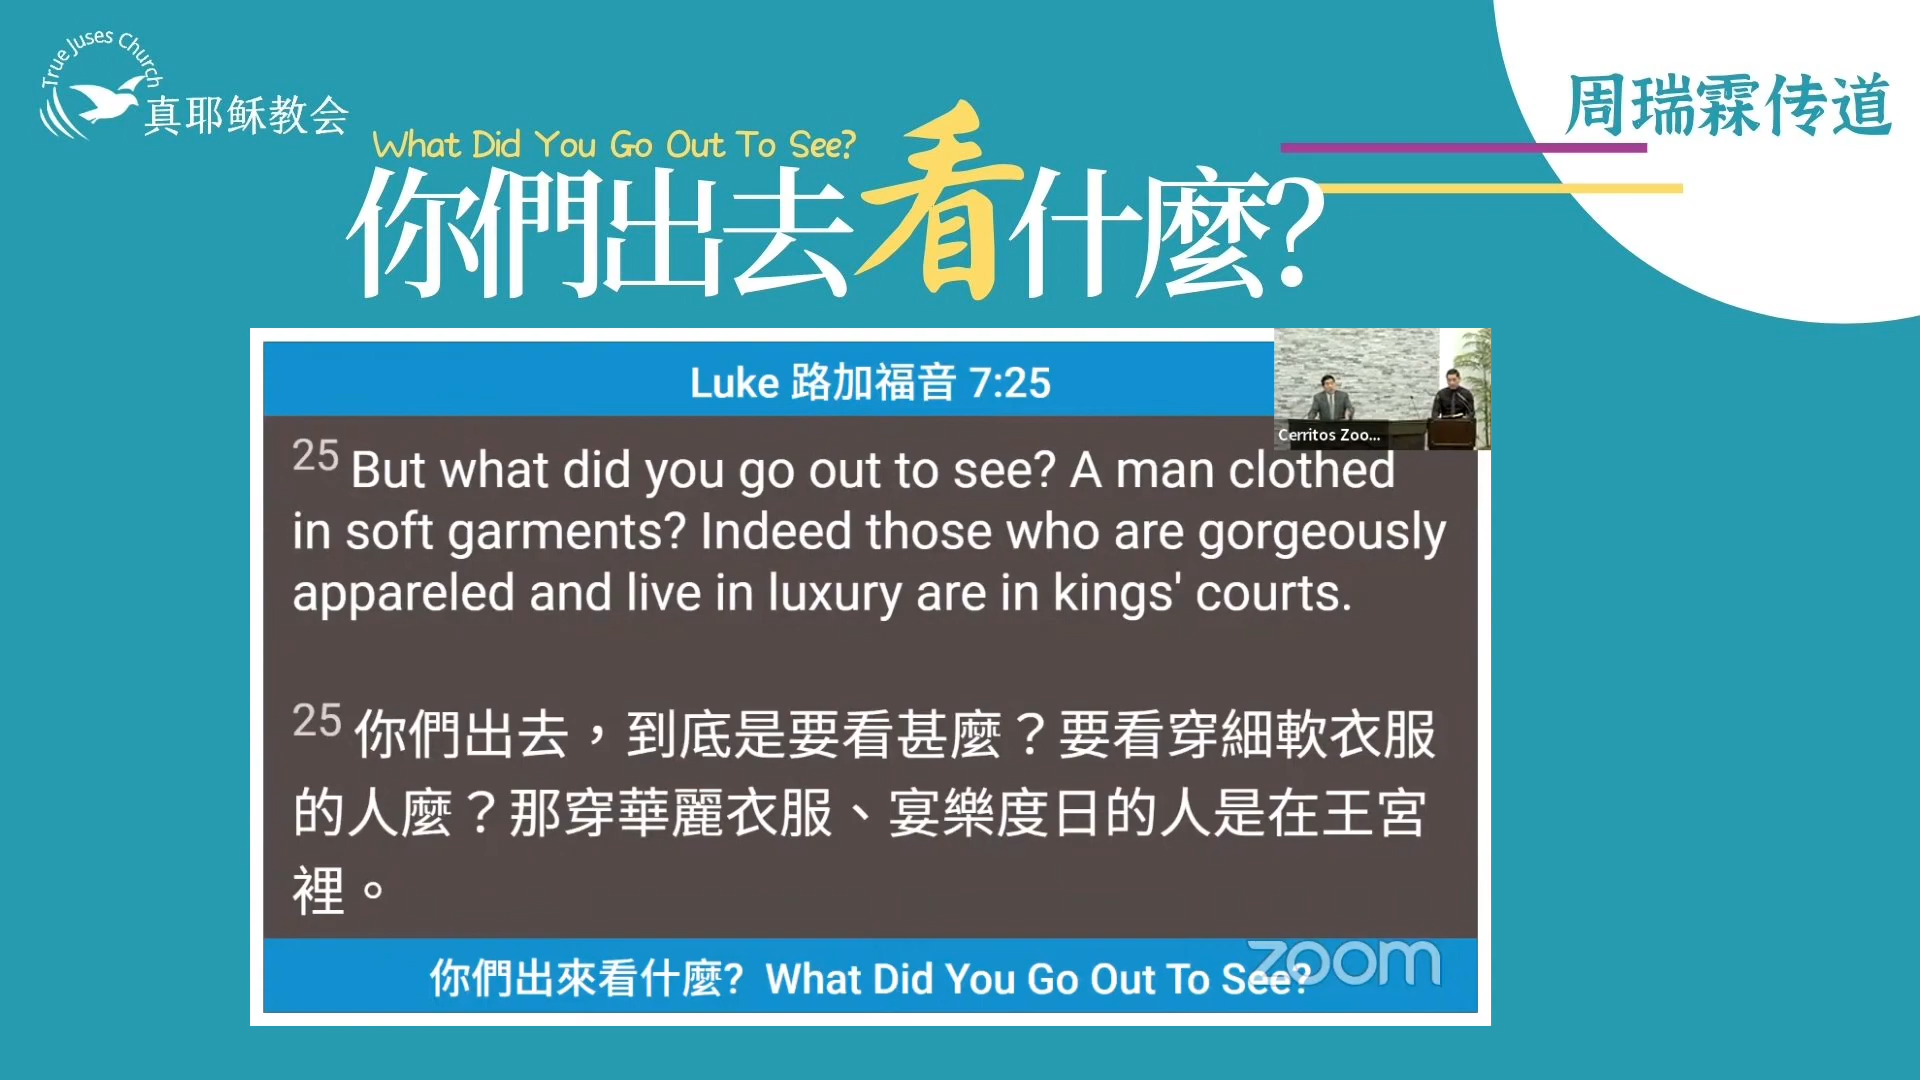 True Juses Church
真耶稣教会
周瑞霖传道
What Did You Go Out To See?
你們出去看什麼?
Luke 路加福音 7:25
Cerritos Zoo...
25 But what did you go out to see? A man clothed
in soft garments? Indeed those who are gorgeously
appareled and live in luxury are in kings' courts.
25 你們出去，到底是要看甚麼？要看穿細軟衣服
的人麼？那穿華麗衣服、宴樂度日的人是在王宮
裡。
你們出來看什麼? What Did You Go Out To See?
zoom